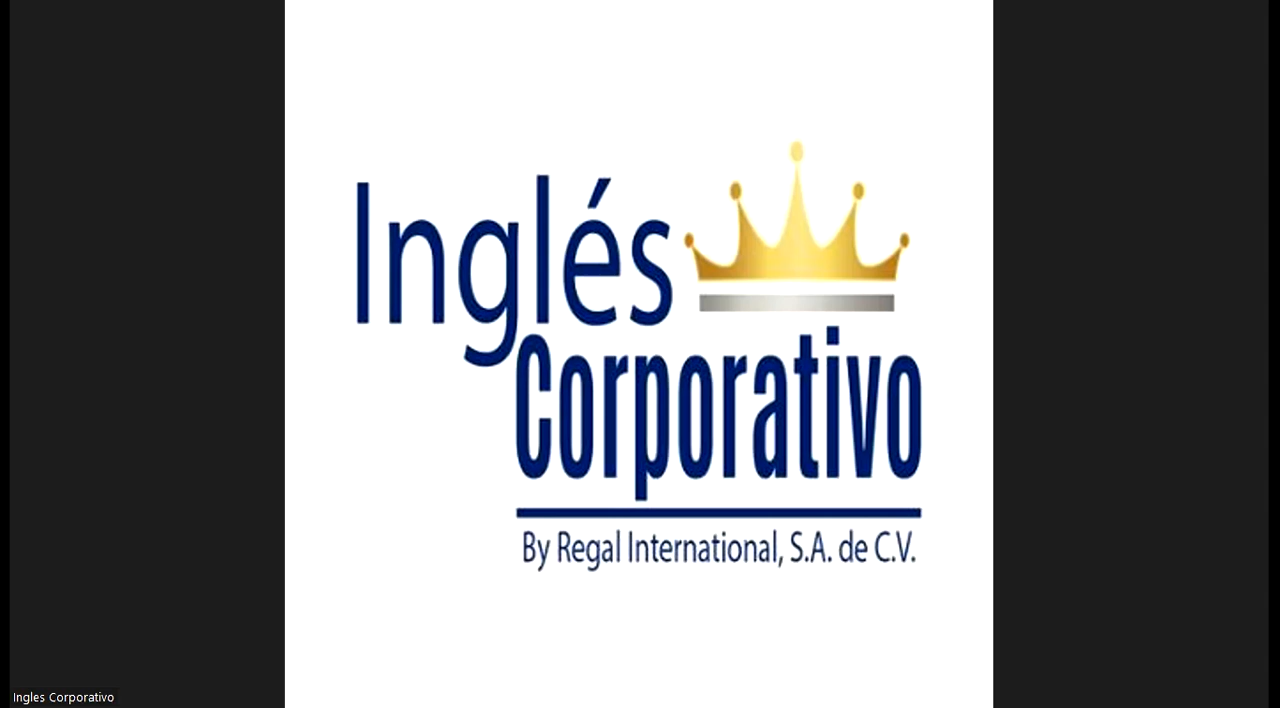 Inglés
Corporativo
By Regal International, S.A. de C.V.
Ingles Corporativo